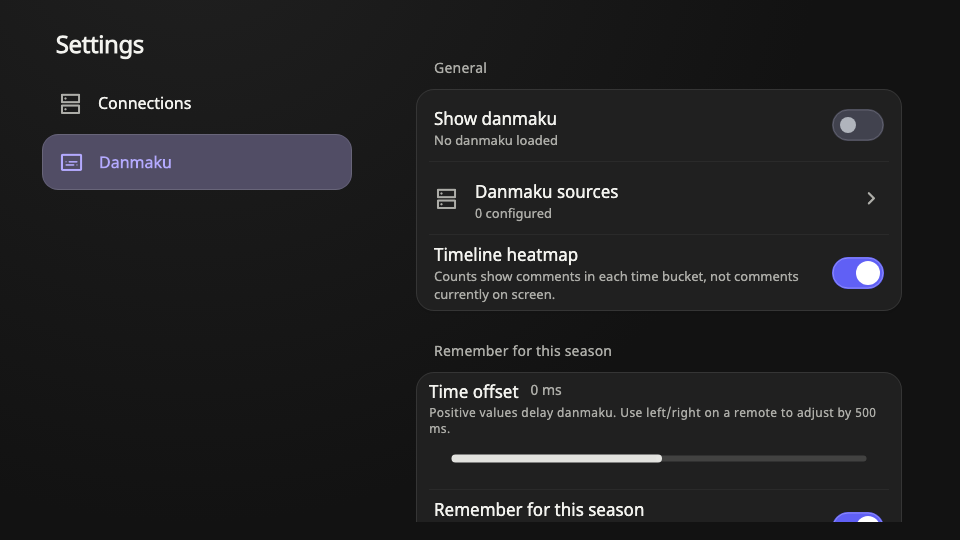 Settings
Connections
Danmaku
General
Show danmaku
No danmaku loaded
Danmaku sources
0 configured
Timeline heatmap
Counts show comments in each time bucket, not comments
currently on screen.
Remember for this season
Time offset 0 ms
Positive values delay danmaku. Use left/right on a remote to adjust by 500
ms.
Remember for this season